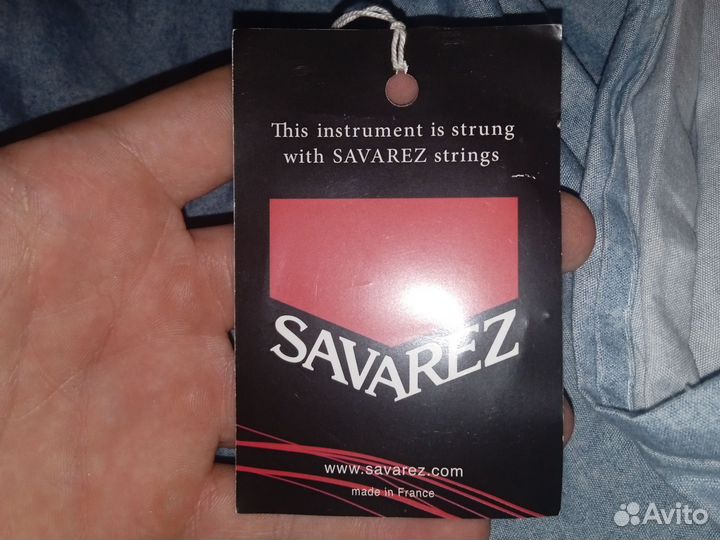 This instrument is strung
with SAVAREZ strings
SAVAREZ
www.savarez.com
made in France
Avito